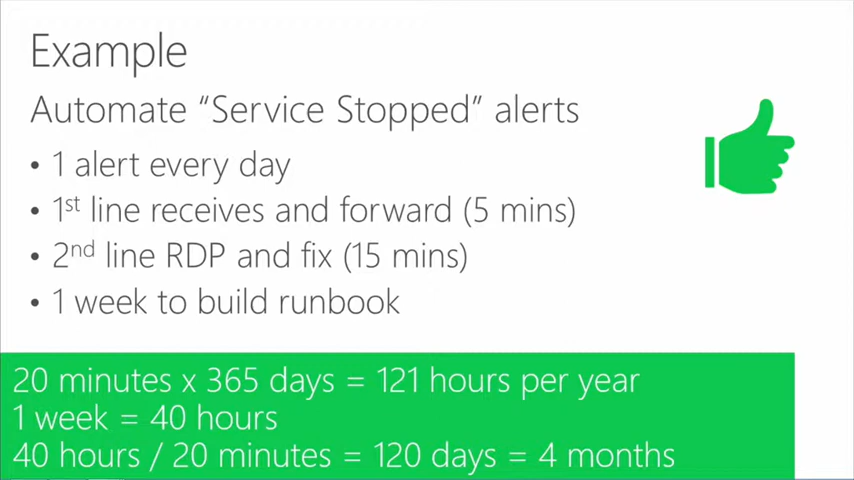 Example
Automate “Service Stopped” alerts
• 1 alert every day
• 1st line receives and forward (5 mins)
• 2nd line RDP and fix (15 mins)
• 1 week to build runbook
20 minutes x 365 days = 121 hours per year
1 week = 40 hours
40 hours / 20 minutes = 120 days = 4 months